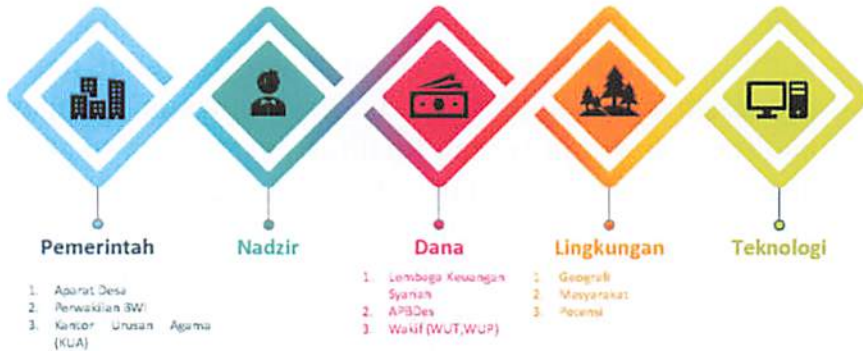 Pemerintah
1. Aparat Desa
2. Perwakilan BWI
3. Kantor Urusan Agama
(KUA)
Nadzir
Dana
1. Lembaga Keuangan
Syariah
2. APBDes
3. Wakif (WUT,WUP)
Lingkungan
1. Geografi
2. Masyarakat
3. Potensi
Teknologi